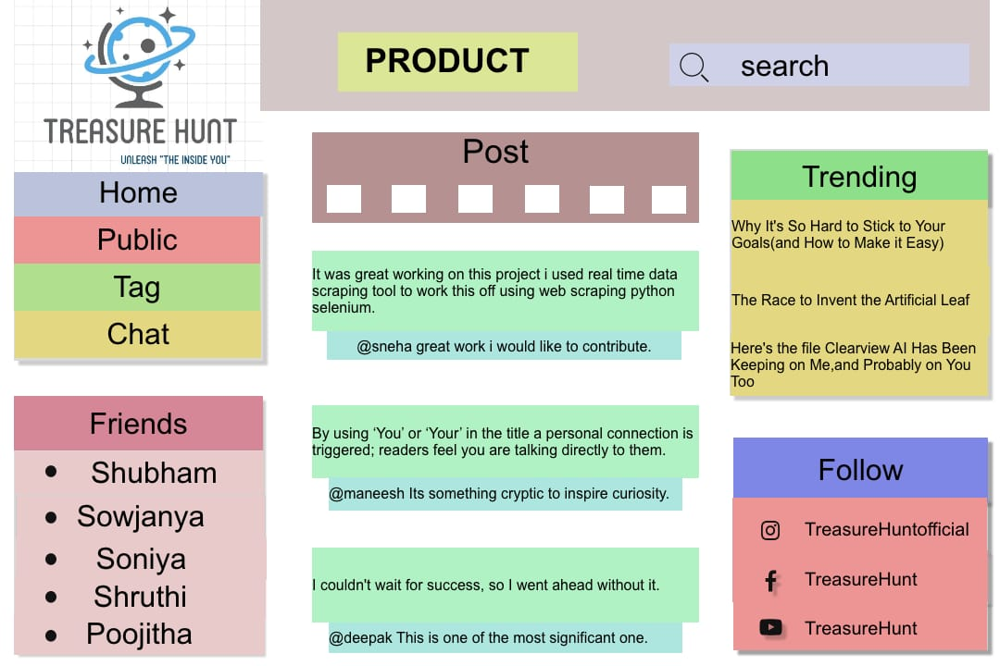 TREASURE HUNT
UNLEASH "THE INSIDE YOU"
PRODUCT
search
Home
Public
Tag
Chat
Friends
Shubham
Sowjanya
Soniya
Shruthi
Poojitha
Post
It was great working on this project i used real time data
scraping tool to work this off using web scraping python
selenium.
@sneha great work i would like to contribute.
By using ‘You’ or ‘Your’ in the title a personal connection is
triggered; readers feel you are talking directly to them.
@maneesh Its something cryptic to inspire curiosity.
I couldn't wait for success, so I went ahead without it.
@deepak This is one of the most significant one.
Trending
Why It's So Hard to Stick to Your
Goals(and How to Make it Easy)
The Race to Invent the Artificial Leaf
Here's the file Clearview AI Has Been
Keeping on Me,and Probably on You
Too
Follow
TreasureHuntofficial
TreasureHunt
TreasureHunt